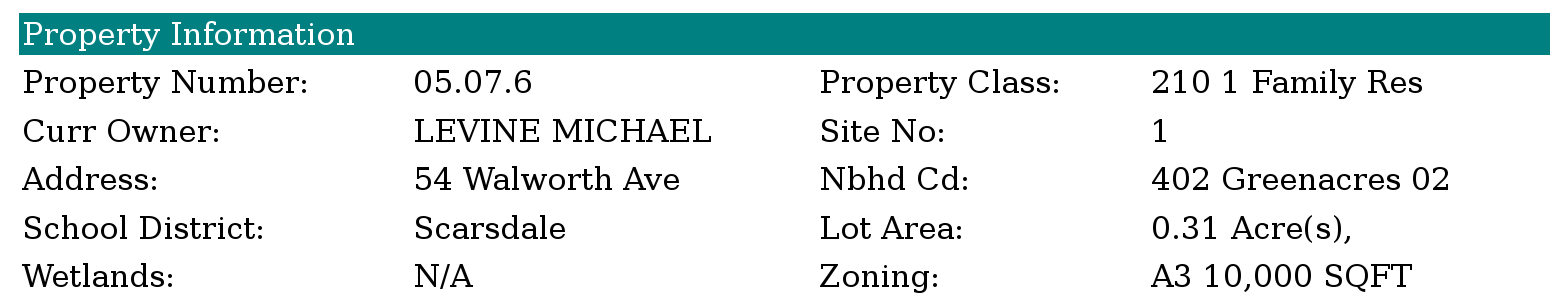 Property Information
Property Number: 05.07.6 Property Class: 210 1 Family Res
Curr Owner: LEVINE MICHAEL Site No: 1
Address: 54 Walworth Ave Nbhd Cd: 402 Greenacres 02
School District: Scarsdale Lot Area: 0.31 Acre(s),
Wetlands: N/A Zoning: A3 10,000 SQFT